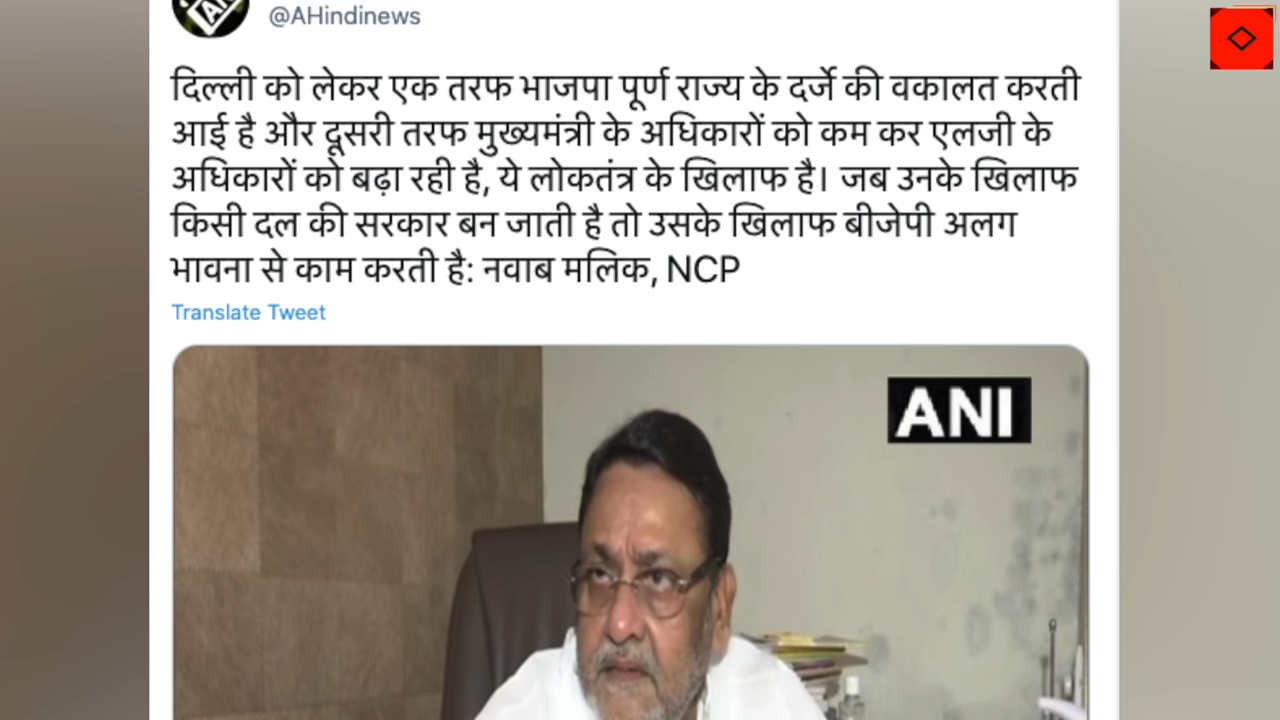 @AHindinews
दिल्ली को लेकर एक तरफ भाजपा पूर्ण राज्य के दर्जे की वकालत करती
आई है और दूसरी तरफ मुख्यमंत्री के अधिकारों को कम कर एलजी के
अधिकारों को बढ़ा रही है, ये लोकतंत्र के खिलाफ है। जब उनके खिलाफ
किसी दल की सरकार बन जाती है तो उसके खिलाफ बीजेपी अलग
भावना से काम करती है: नवाब मलिक, NCP
Translate Tweet
ANI